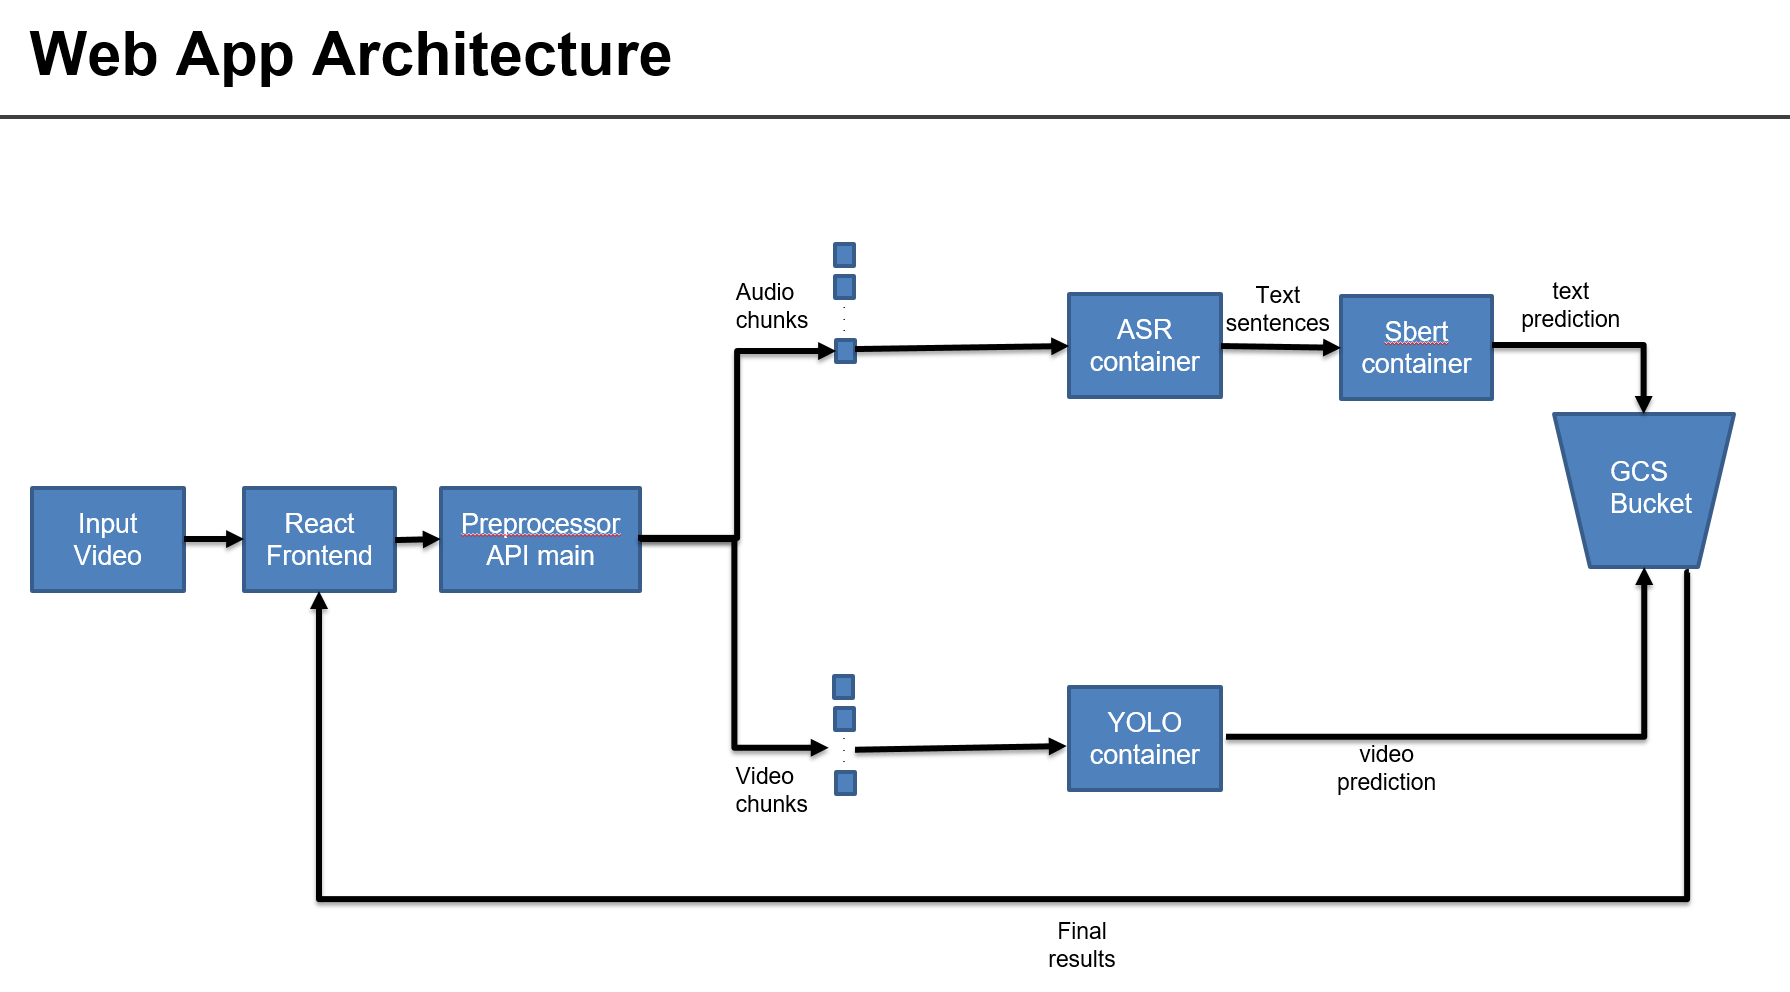 Web App Architecture
Audio
chunks
ASR
container
Text
sentences
Sbert
container
text
prediction
GCS
Bucket
Input
Video
React
Frontend
Preprocessor
API main
Video
chunks
YOLO
container
video
prediction
Final
results